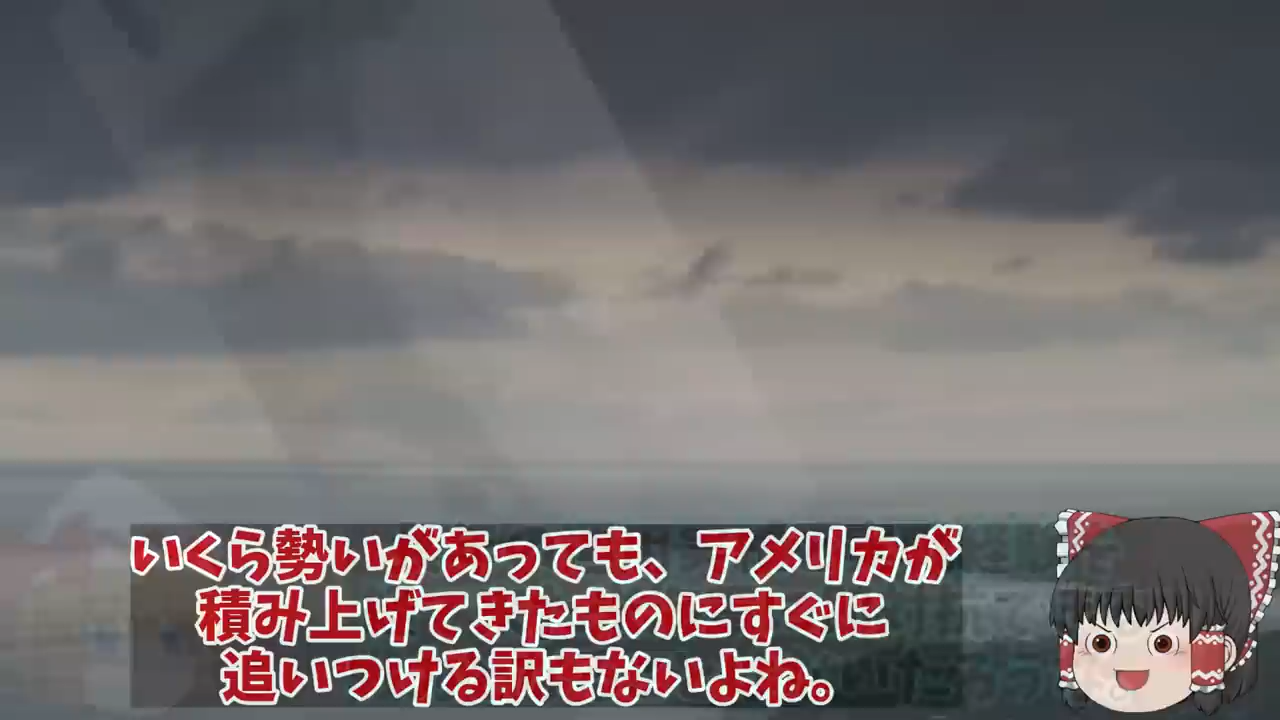 いくら勢いがあっても、アメリカが
積み上げてきたものにすぐに
追いつける訳もないよね。